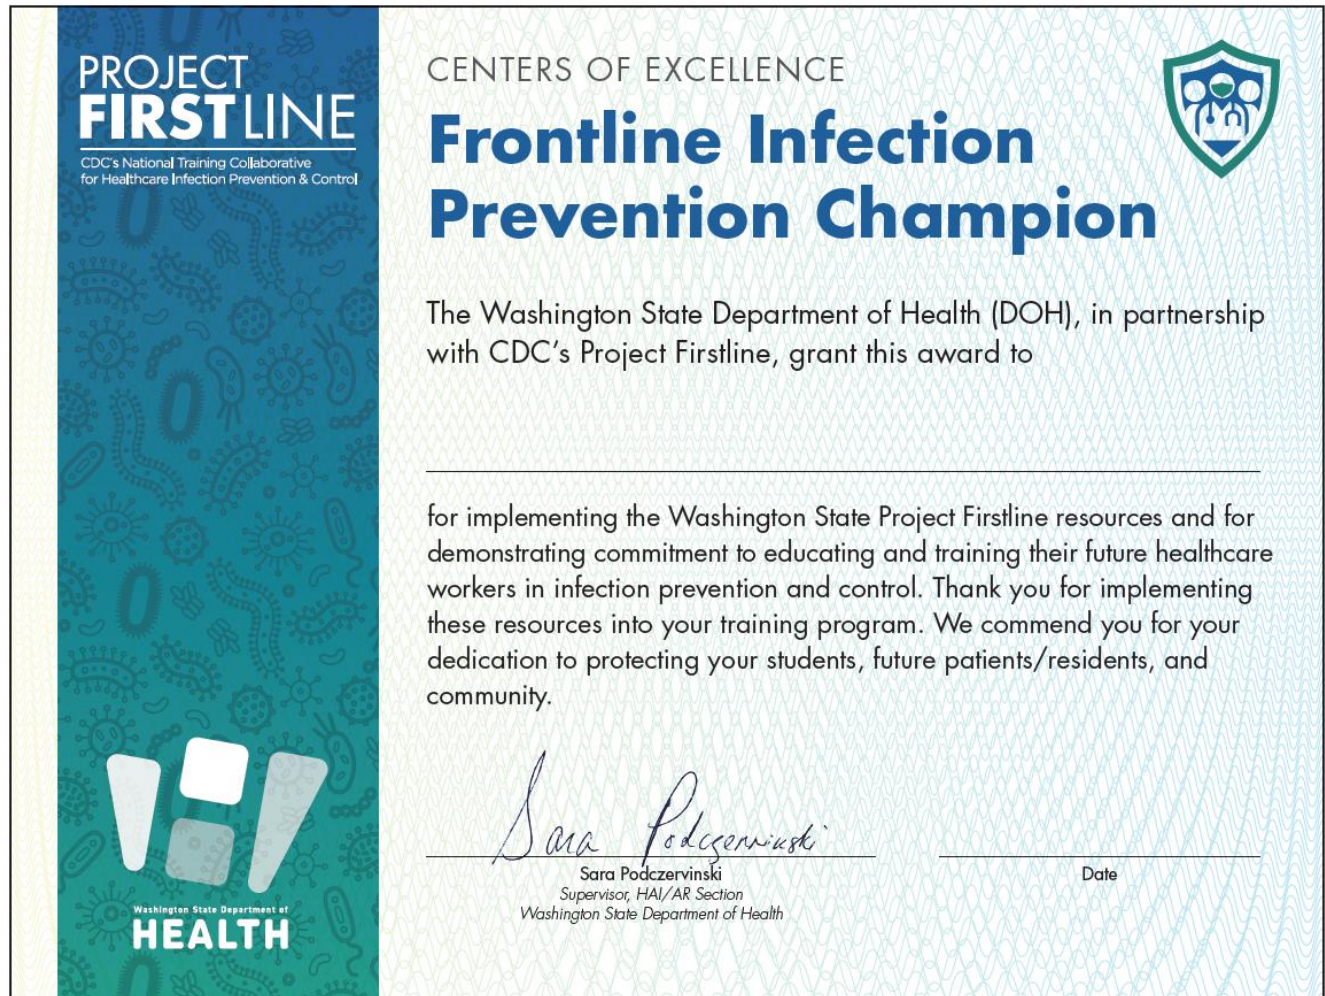 PROJECT
FIRSTLINE
CDC's National Training Collaborative
for Healthcare Infection Prevention & Control
CENTERS OF EXCELLENCE
Frontline Infection
Prevention Champion
The Washington State Department of Health (DOH), in partnership
with CDC's Project Firstline, grant this award to
for implementing the Washington State Project Firstline resources and for
demonstrating commitment to educating and training their future healthcare
workers in infection prevention and control. Thank you for implementing
these resources into your training program. We commend you for your
dedication to protecting your students, future patients/residents, and
community.
Sara Podczervinski
Sara Podczervinski
Supervisor, HAI/AR Section
Washington State Department of Health
Date
Washington State Department of
HEALTH